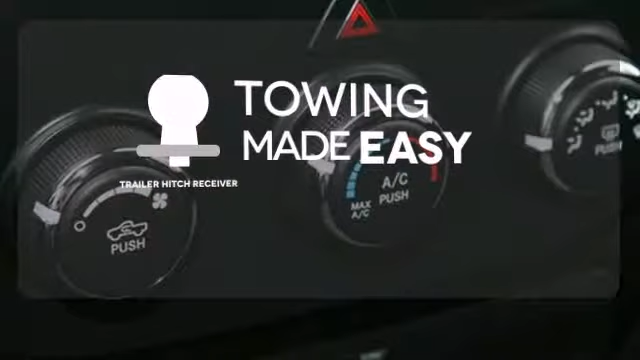 TOWING
MADE EASY
TRAILER HITCH RECEIVER
A/C
PUSH
MAX
A/C
PUSH
PUSH